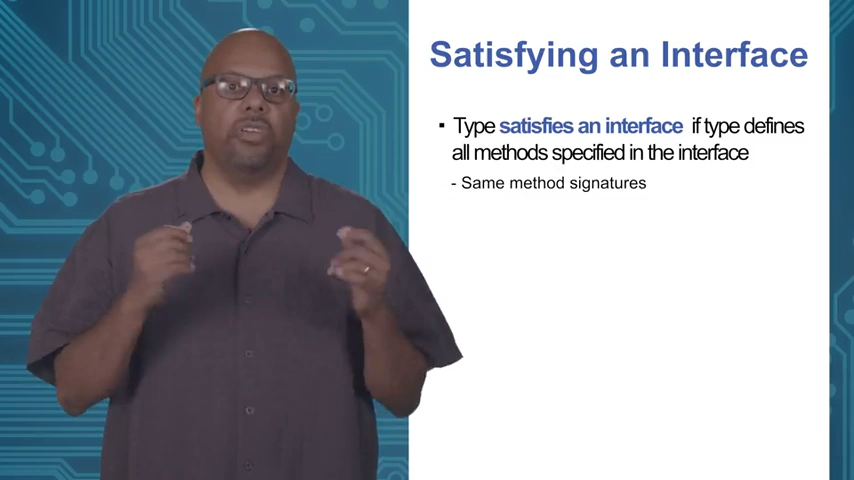 Satisfying an Interface
▪ Type satisfies an interface if type defines
all methods specified in the interface
- Same method signatures